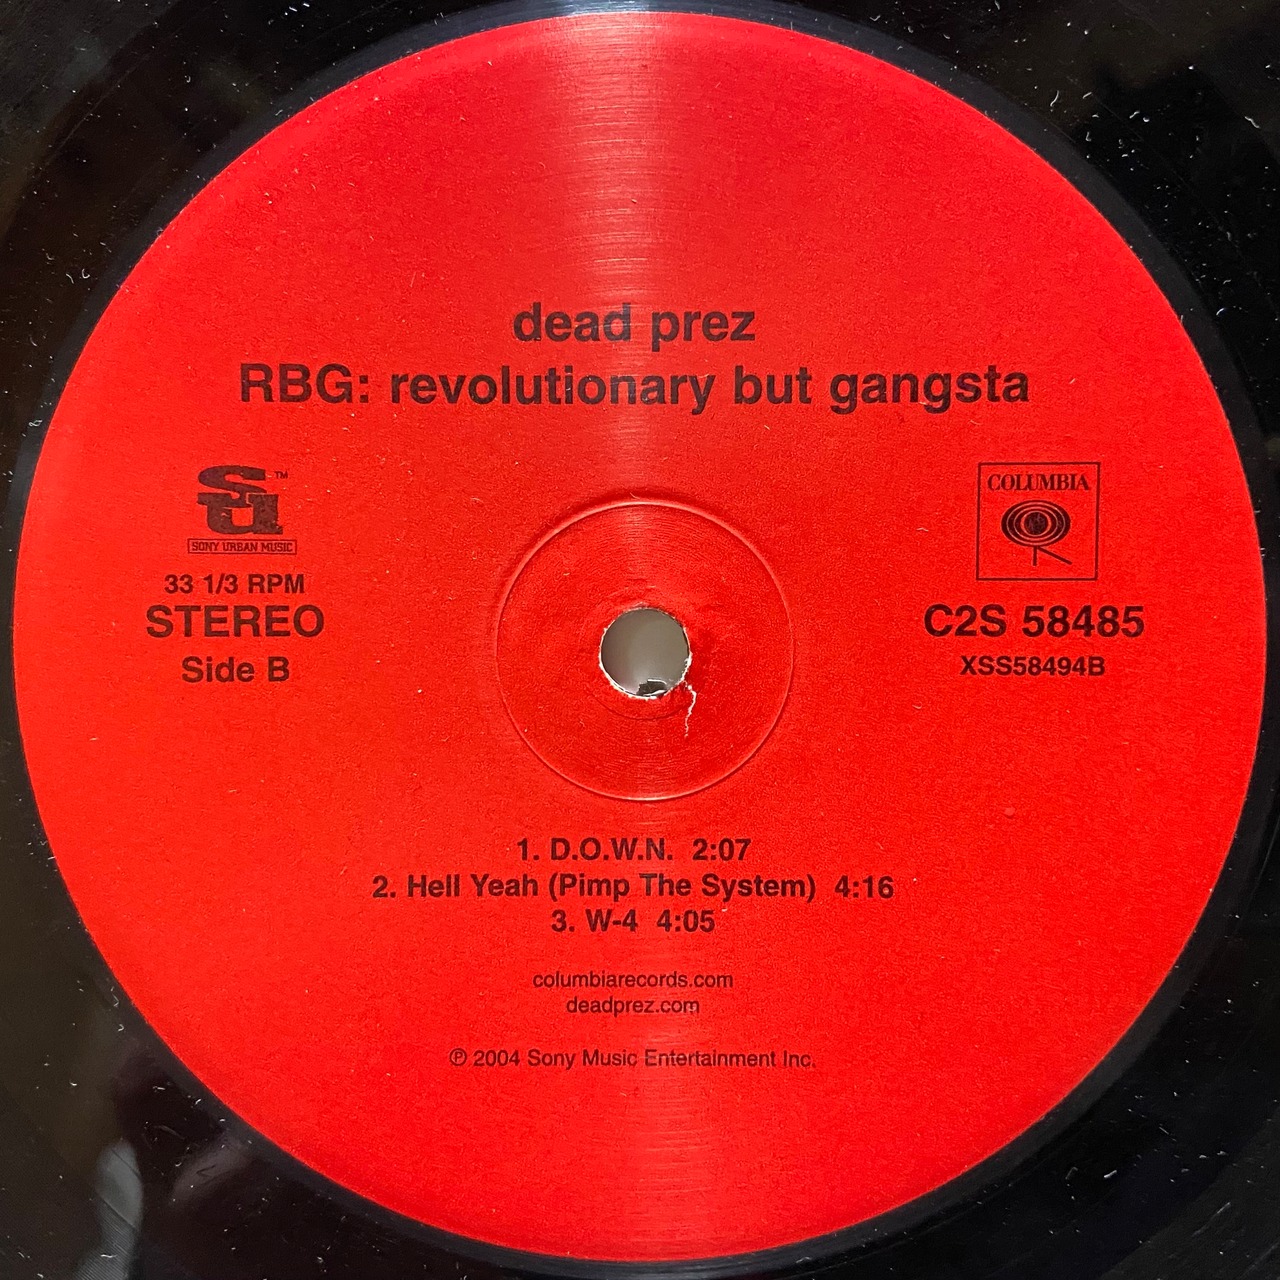 dead prez
RBG: revolutionary but gangsta
su™
SONY URBAN MUSIC
33 1/3 RPM
STEREO
Side B
COLUMBIA
C2S 58485
XSS58494B
1. D.O.W.N. 2:07
2. Hell Yeah (Pimp The System) 4:16
3. W-4 4:05
columbiarecords.com
deadprez.com
℗ 2004 Sony Music Entertainment Inc.